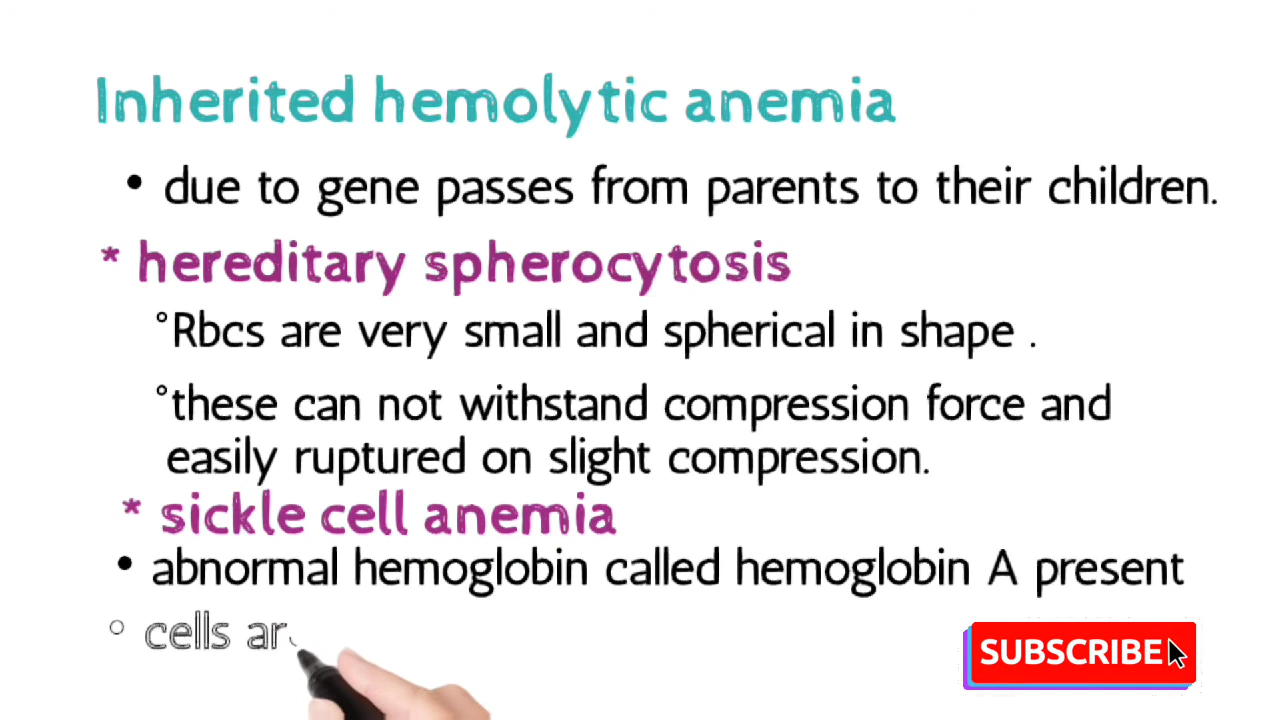 Inherited hemolytic anemia
• due to gene passes from parents to their children.
* hereditary spherocytosis
°Rbcs are very small and spherical in shape .
°these can not withstand compression force and
easily ruptured on slight compression.
* sickle cell anemia
• abnormal hemoglobin called hemoglobin A present
° cells ar
SUBSCRIBE